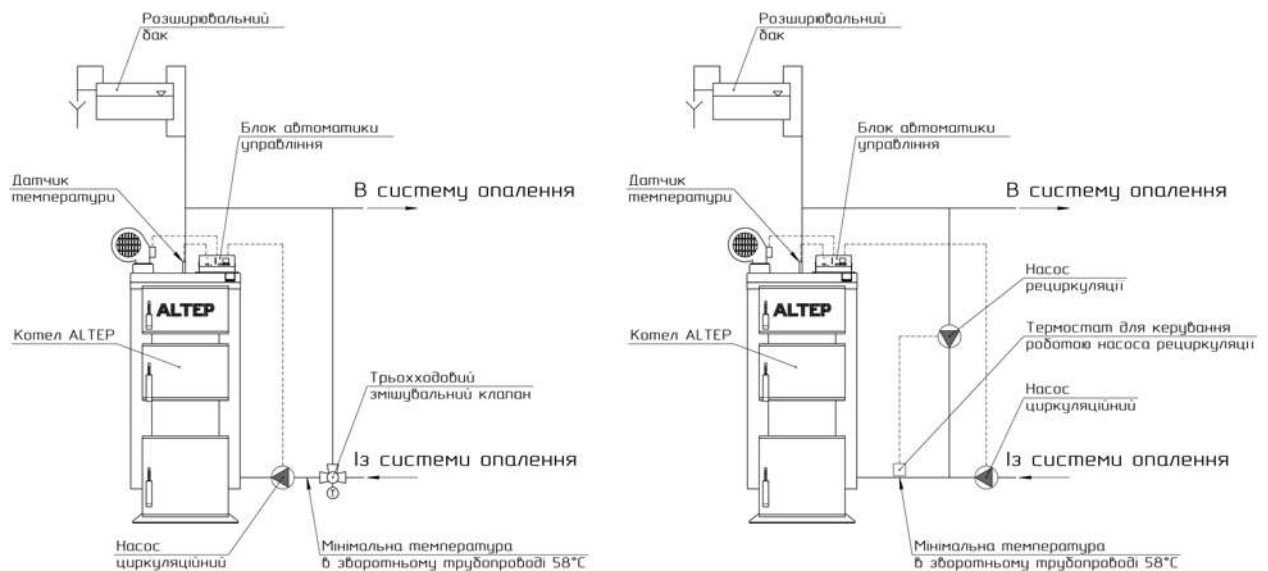 Розширювальний
бак
Блок автоматики
управління
Датчик
температури
В систему опалення
ALTEP
Котел ALTEP
Трьохходовий
змішувальний клапан
Із системи опалення
T
Насос
циркуляційний
Мінімальна температура
в зворотньому трубопроводі 58°C
Розширювальний
бак
Блок автоматики
управління
Датчик
температури
В систему опалення
ALTEP
Насос
рециркуляції
Котел ALTEP
Термостат для керування
роботою насоса рециркуляції
Насос
циркуляційний
Із системи опалення
Мінімальна температура
в зворотньому трубопроводі 58°C